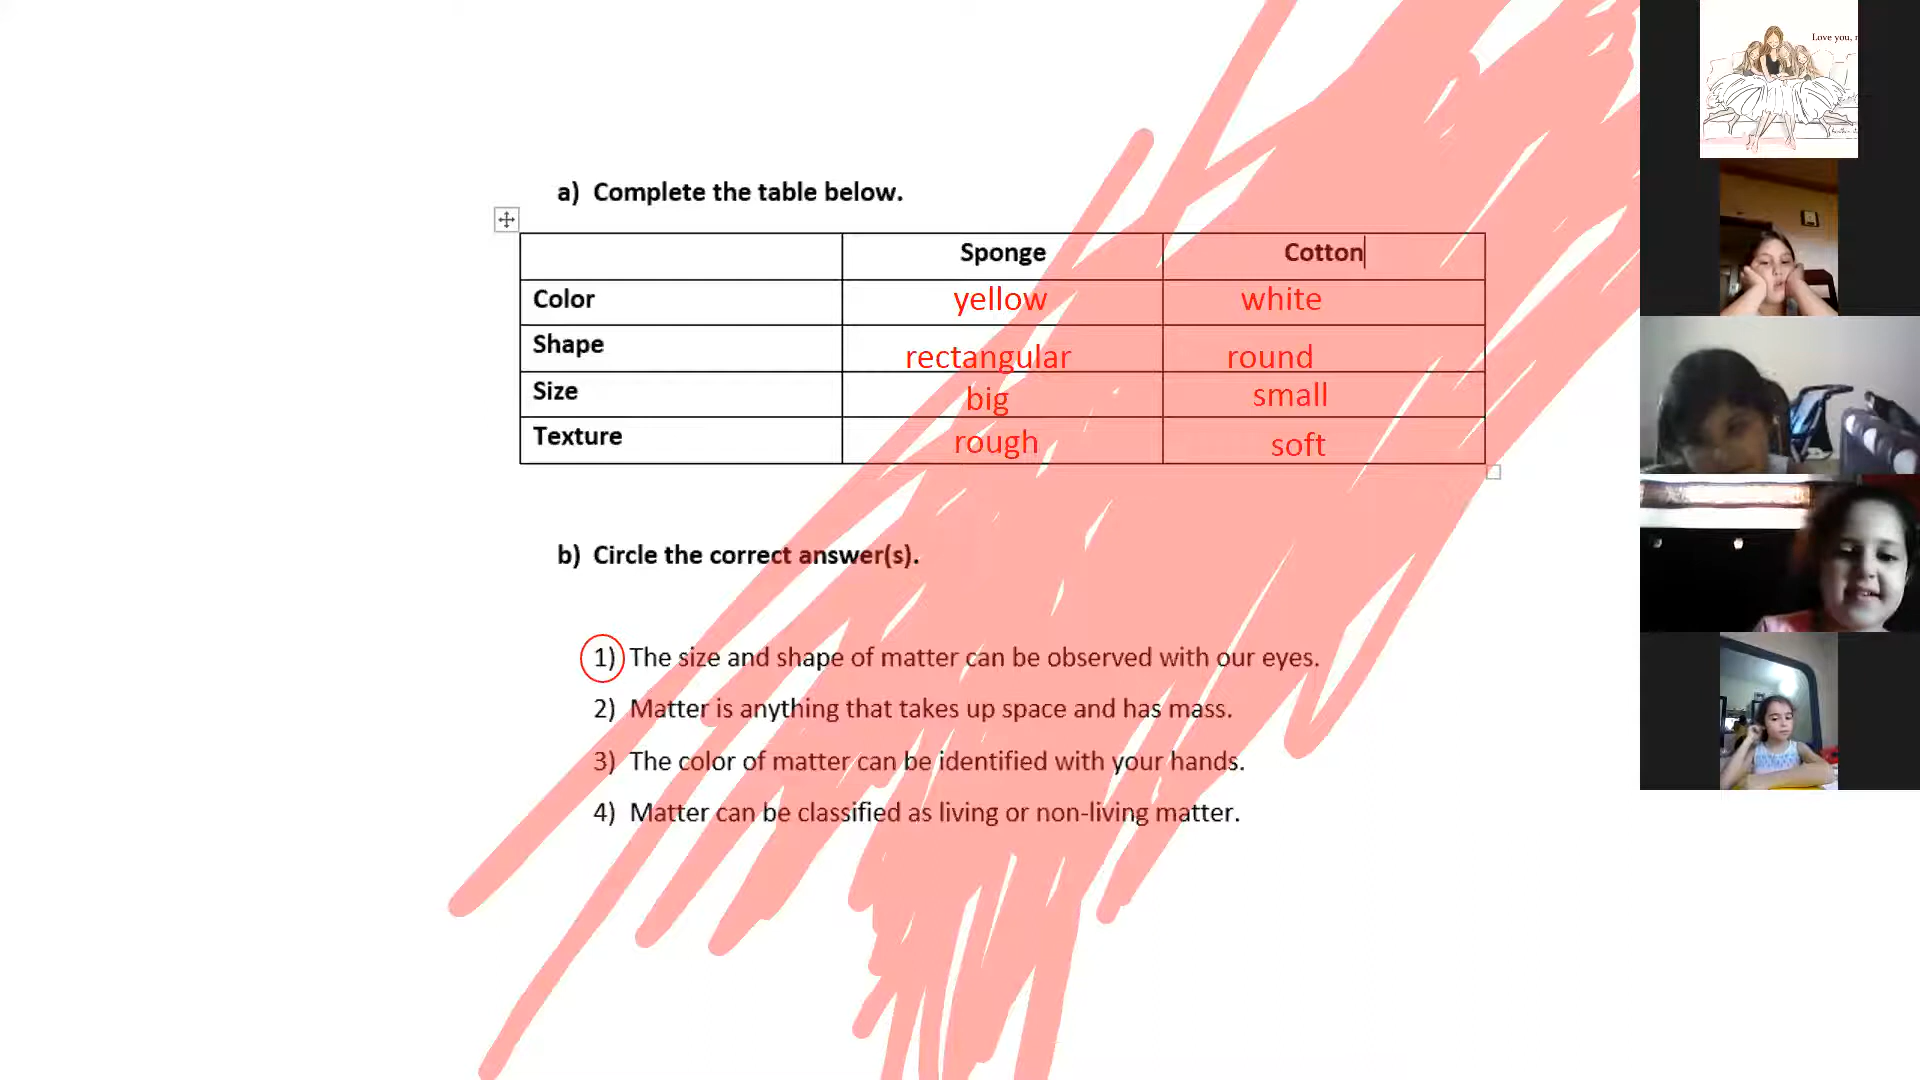 a) Complete the table below.
Sponge Cotton
Color yellow white
Shape rectangular round
Size big small
Texture rough soft
b) Circle the correct answer(s).
1) The size and shape of matter can be observed with our eyes.
2) Matter is anything that takes up space and has mass.
3) The color of matter can be identified with your hands.
4) Matter can be classified as living or non-living matter.
Love you,